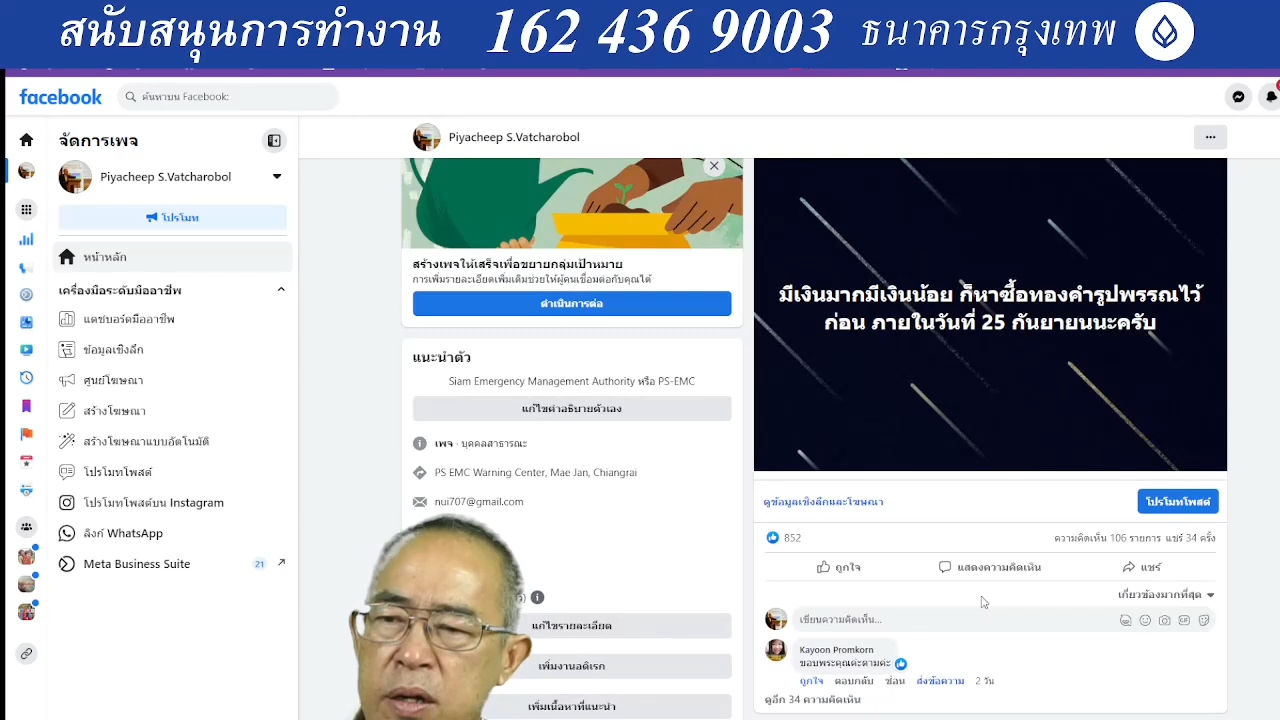 สนับสนุนการทำงาน 162 436 9003 ธนาคารกรุงเทพ
facebook
ค้นหาบน Facebook:
จัดการเพจ
Piyacheep S.Vatcharobol
Piyacheep S.Vatcharobol
โปรโมท
หน้าหลัก
เครื่องมือระดับมืออาชีพ
แดชบอร์ดมืออาชีพ
ข้อมูลเชิงลึก
ศูนย์โฆษณา
สร้างโฆษณา
สร้างโฆษณาแบบอัตโนมัติ
โปรโมทโพสต์
โปรโมทโพสต์บน Instagram
ลิงก์ WhatsApp
Meta Business Suite 21
สร้างเพจให้เสร็จเพื่อขยายกลุ่มเป้าหมาย
การเพิ่มรายละเอียดเพิ่มเติมช่วยให้ผู้คนเชื่อมต่อกับคุณได้
ดำเนินการต่อ
แนะนำตัว
Siam Emergency Management Authority หรือ PS-EMC
แก้ไขคำอธิบายตัวเอง
เพจ · บุคคลสาธารณะ
PS EMC Warning Center, Mae Jan, Chiangrai
nui707@gmail.com
แก้ไขรายละเอียด
เพิ่มงานอดิเรก
เพิ่มเนื้อหาที่แนะนำ
มีเงินมากมีเงินน้อย ก็หาซื้อทองคำรูปพรรณไว้
ก่อน ภายในวันที่ 25 กันยายนนะครับ
ดูข้อมูลเชิงลึกและโฆษณา
โปรโมทโพสต์
852
ความคิดเห็น 106 รายการ แชร์ 34 ครั้ง
ถูกใจ
แสดงความคิดเห็น
แชร์
เกี่ยวข้องมากที่สุด
เขียนความคิดเห็น...
Kayoon Promkorn
ขอบพระคุณค่ะตามค่ะ
ถูกใจ ตอบกลับ ซ่อน ส่งข้อความ 2 วัน
ดูอีก 34 ความคิดเห็น